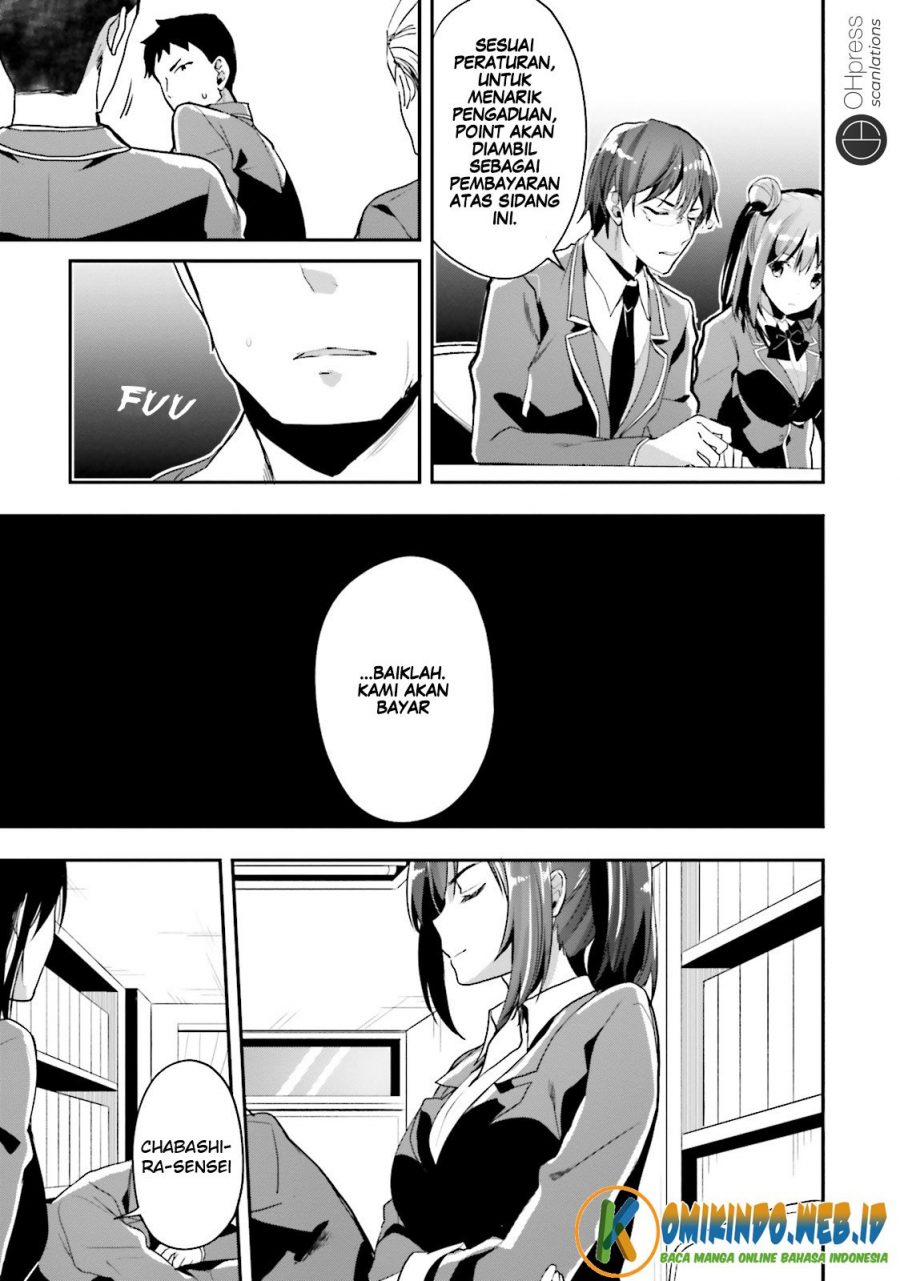 SESUAI
PERATURAN,
UNTUK
MENARIK
PENGADUAN,
POINT AKAN
DIAMBIL
SEBAGAI
PEMBAYARAN
ATAS SIDANG
INI.
OHpress
scanlations
FUU
...BAIKLAH.
KAMI AKAN
BAYAR
CHABASHI-
RA-SENSEI
KOMIKINDO.WEB.ID
BACA MANGA ONLINE BAHASA INDONESIA